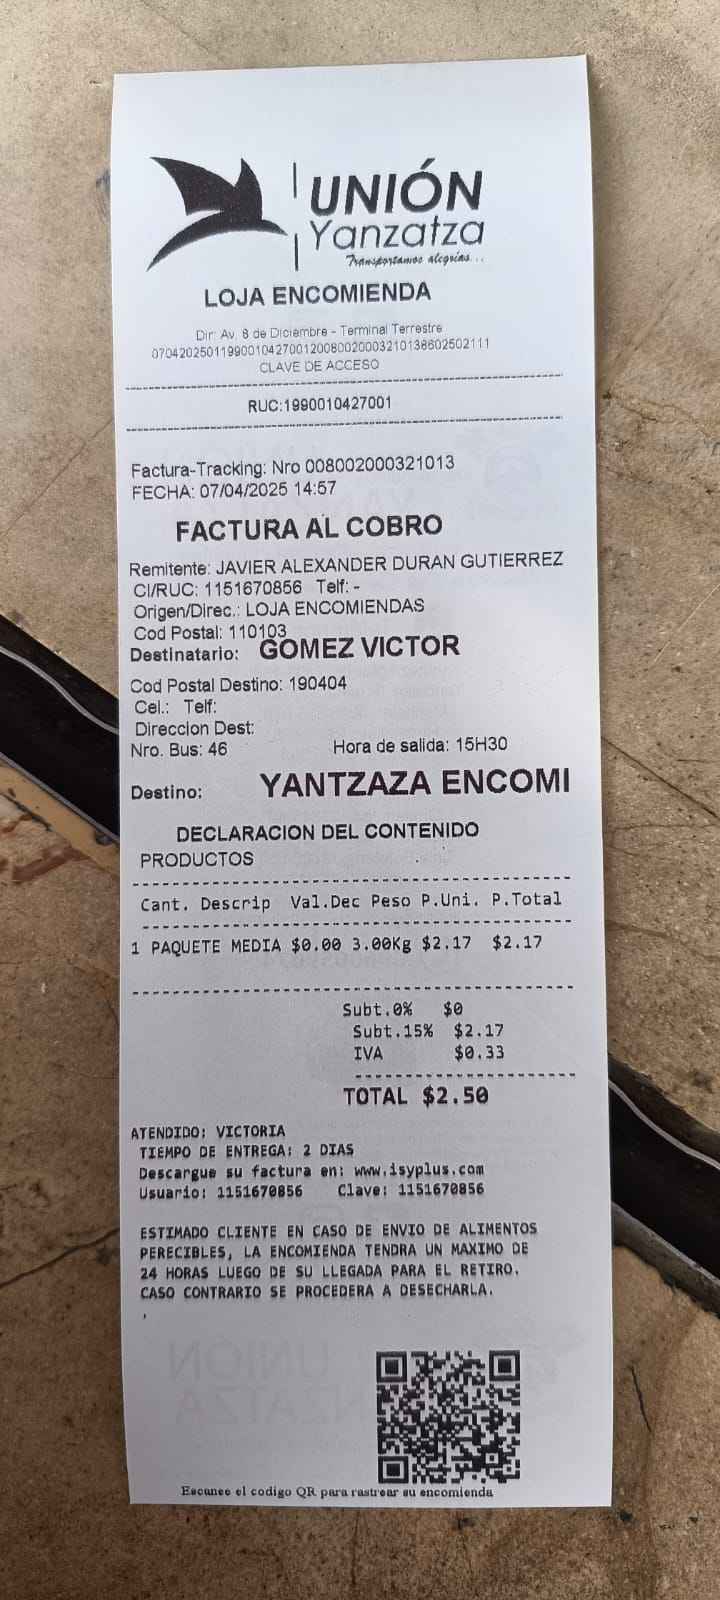 UNIÓN
Yanzatza
Transportamos alegrías...
LOJA ENCOMIENDA
Dir: Av. 8 de Diciembre - Terminal Terrestre
0704202501199001042700120080020003210138602502111
CLAVE DE ACCESO
RUC:1990010427001
Factura-Tracking: Nro 008002000321013
FECHA: 07/04/2025 14:57
FACTURA AL COBRO
Remitente: JAVIER ALEXANDER DURAN GUTIERREZ
CI/RUC: 1151670856 Telf: -
Origen/Direc.: LOJA ENCOMIENDAS
Cod Postal: 110103
Destinatario: GOMEZ VICTOR
Cod Postal Destino: 190404
Cel.: Telf:
Direccion Dest:
Nro. Bus: 46 Hora de salida: 15H30
Destino: YANTZAZA ENCOMI
DECLARACION DEL CONTENIDO
PRODUCTOS
Cant. Descrip Val.Dec Peso P.Uni. P.Total
1 PAQUETE MEDIA $0.00 3.00Kg $2.17 $2.17
Subt.0% $0
Subt.15% $2.17
IVA $0.33
TOTAL $2.50
ATENDIDO: VICTORIA
TIEMPO DE ENTREGA: 2 DIAS
Descargue su factura en: www.isyplus.com
Usuario: 1151670856 Clave: 1151670856
ESTIMADO CLIENTE EN CASO DE ENVIO DE ALIMENTOS
PERECIBLES, LA ENCOMIENDA TENDRA UN MAXIMO DE
24 HORAS LUEGO DE SU LLEGADA PARA EL RETIRO.
CASO CONTRARIO SE PROCEDERA A DESECHARLA.
Escanee el codigo QR para rastrear su encomienda